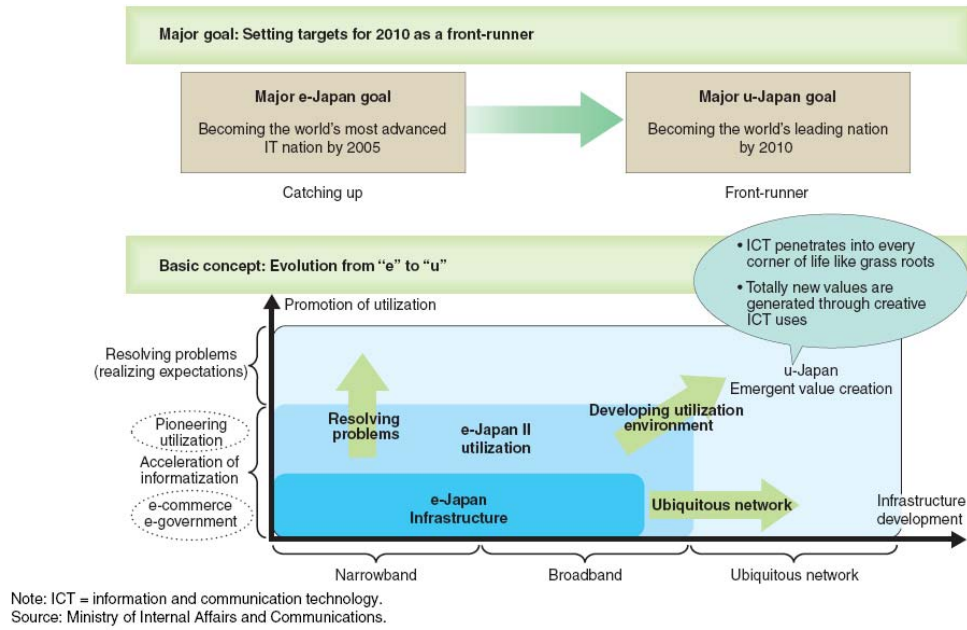 Major goal: Setting targets for 2010 as a front-runner
Major e-Japan goal
Becoming the world's most advanced
IT nation by 2005
Major u-Japan goal
Becoming the world's leading nation
by 2010
Catching up
Front-runner
Basic concept: Evolution from “e” to “u”
• ICT penetrates into every
corner of life like grass roots
• Totally new values are
generated through creative
ICT uses
Promotion of utilization
Resolving problems
(realizing expectations)
Pioneering
utilization
Acceleration of
informatization
e-commerce
e-government
Resolving
problems
e-Japan II
utilization
Developing utilization
environment
u-Japan
Emergent value creation
e-Japan
Infrastructure
Ubiquitous network
Infrastructure
development
Narrowband
Broadband
Ubiquitous network
Note: ICT = information and communication technology.
Source: Ministry of Internal Affairs and Communications.